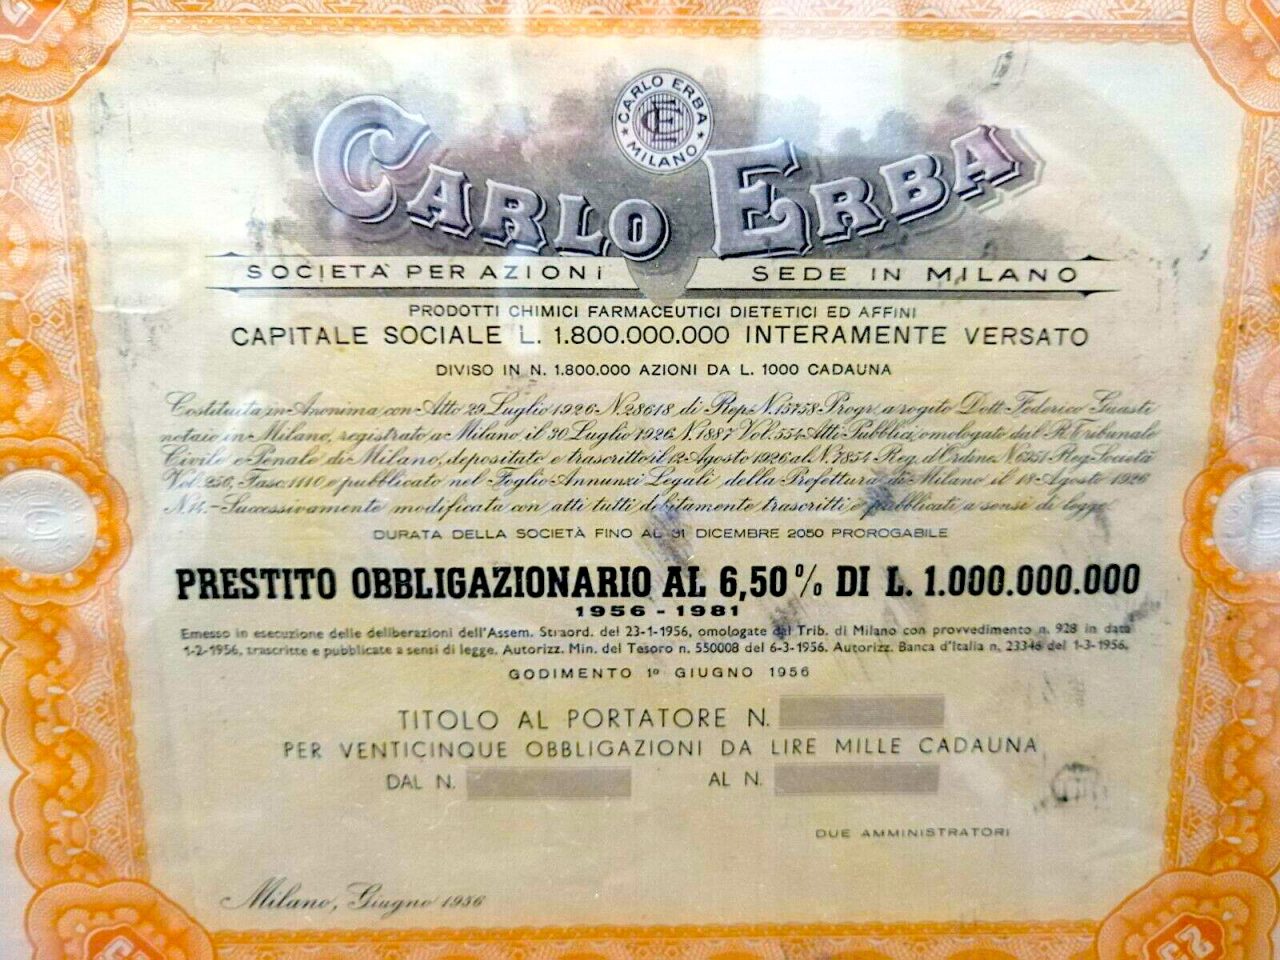 CARLO ERBA
★ MILANO ★
CE
CARLO ERBA
SOCIETÀ PER AZIONI SEDE IN MILANO
PRODOTTI CHIMICI FARMACEUTICI DIETETICI ED AFFINI
CAPITALE SOCIALE L. 1.800.000.000 INTERAMENTE VERSATO
DIVISO IN N. 1.800.000 AZIONI DA L. 1000 CADAUNA
Costituita in Anonima con Atto 29 Luglio 1926 N. 28618 di Rep. N. 15758 Progr. a rogito Dott. Federico Guasti
notaio in Milano, registrato a Milano il 30 Luglio 1926 N. 1887 Vol. 554 Atti Pubblici, omologato dal R. Tribunale
Civile e Penale di Milano, depositato e trascritto il 12 Agosto 1926 al N. 7854 Reg. d'Ordine, N. 6951 Reg. Società
Vol. 256, Fasc. 1110 e pubblicato nel Foglio Annunzi Legali della Prefettura di Milano il 18 Agosto 1926
N. 14. - Successivamente modificata con atti tutti debitamente trascritti e pubblicati a sensi di legge.
DURATA DELLA SOCIETÀ FINO AL 31 DICEMBRE 2050 PROROGABILE
PRESTITO OBBLIGAZIONARIO AL 6,50% DI L. 1.000.000.000
1956 - 1981
Emesso in esecuzione delle deliberazioni dell'Assem. Straord. del 23-1-1956, omologate dal Trib. di Milano con provvedimento n. 928 in data
1-2-1956, trascritte e pubblicate a sensi di legge. Autorizz. Min. del Tesoro n. 550008 del 6-3-1956. Autorizz. Banca d'Italia n. 23346 del 1-3-1956.
GODIMENTO 1° GIUGNO 1956
TITOLO AL PORTATORE N.
PER VENTICINQUE OBBLIGAZIONI DA LIRE MILLE CADAUNA
DAL N. AL N.
DUE AMMINISTRATORI
Milano, Giugno 1956
25